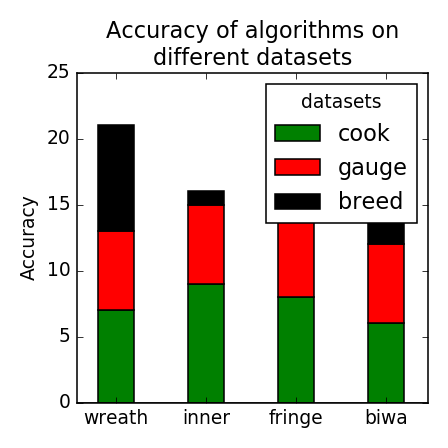 Accuracy of algorithms on
different datasets
25
20
15
10
5
0
Accuracy
datasets
cook
gauge
breed
wreath inner fringe biwa